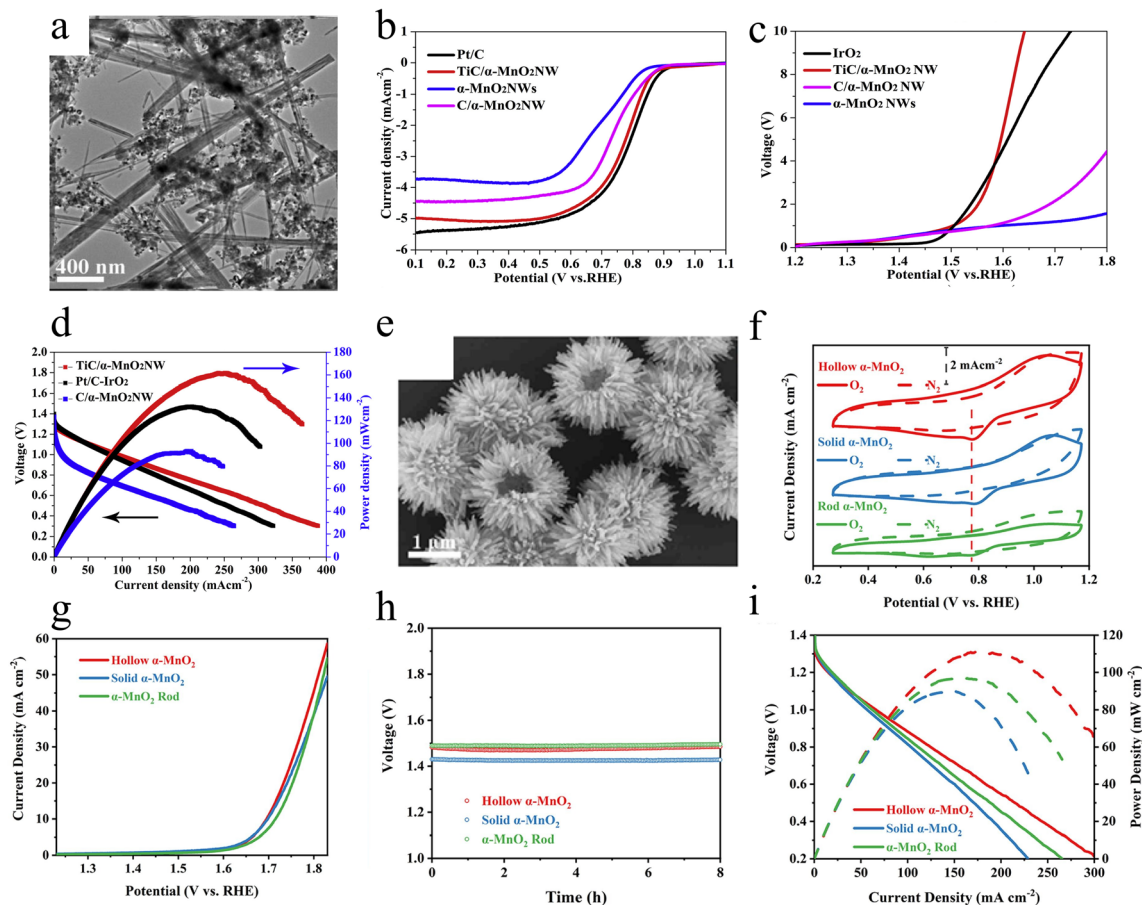 a
400 nm
b
Current density (mAcm-2)
0
-1
-2
-3
-4
-5
-6
Pt/C
TiC/α-MnO2 NW
α-MnO2NWs
C/α-MnO2NW
0.1 0.2 0.3 0.4 0.5 0.6 0.7 0.8 0.9 1.0 1.1
Potential (V vs.RHE)
c
Voltage (V)
10
8
6
4
2
0
IrO2
TiC/α-MnO2 NW
C/α-MnO2 NW
α-MnO2 NWs
1.2 1.3 1.4 1.5 1.6 1.7 1.8
Potential (V vs.RHE)
d
Voltage (V)
2.0
1.8
1.6
1.4
1.2
1.0
0.8
0.6
0.4
0.2
0.0
TiC/α-MnO2NW
Pt/C-IrO2
C/α-MnO2NW
180
160
140
120
100
80
60
40
20
0
Power density (mWcm-2)
0 50 100 150 200 250 300 350 400
Current density (mAcm-2)
e
1 μm
f
Current Density (mA cm-2)
2 mAcm-2
Hollow α-MnO2
O2 N2
Solid α-MnO2
O2 N2
Rod α-MnO2
O2 N2
0.2 0.4 0.6 0.8 1.0 1.2
Potential (V vs. RHE)
g
Current Density (mA cm-2)
60
50
40
30
20
10
0
Hollow α-MnO2
Solid α-MnO2
α-MnO2 Rod
1.3 1.4 1.5 1.6 1.7 1.8
Potential (V vs. RHE)
h
Voltage (V)
2.0
1.8
1.6
1.4
1.2
1.0
Hollow α-MnO2
Solid α-MnO2
α-MnO2 Rod
0 2 4 6 8
Time (h)
i
Voltage (V)
1.4
1.2
1.0
0.8
0.6
0.4
0.2
Hollow α-MnO2
Solid α-MnO2
α-MnO2 Rod
120
100
80
60
40
20
0
Power Density (mW cm-2)
0 50 100 150 200 250 300
Current Density (mA cm-2)